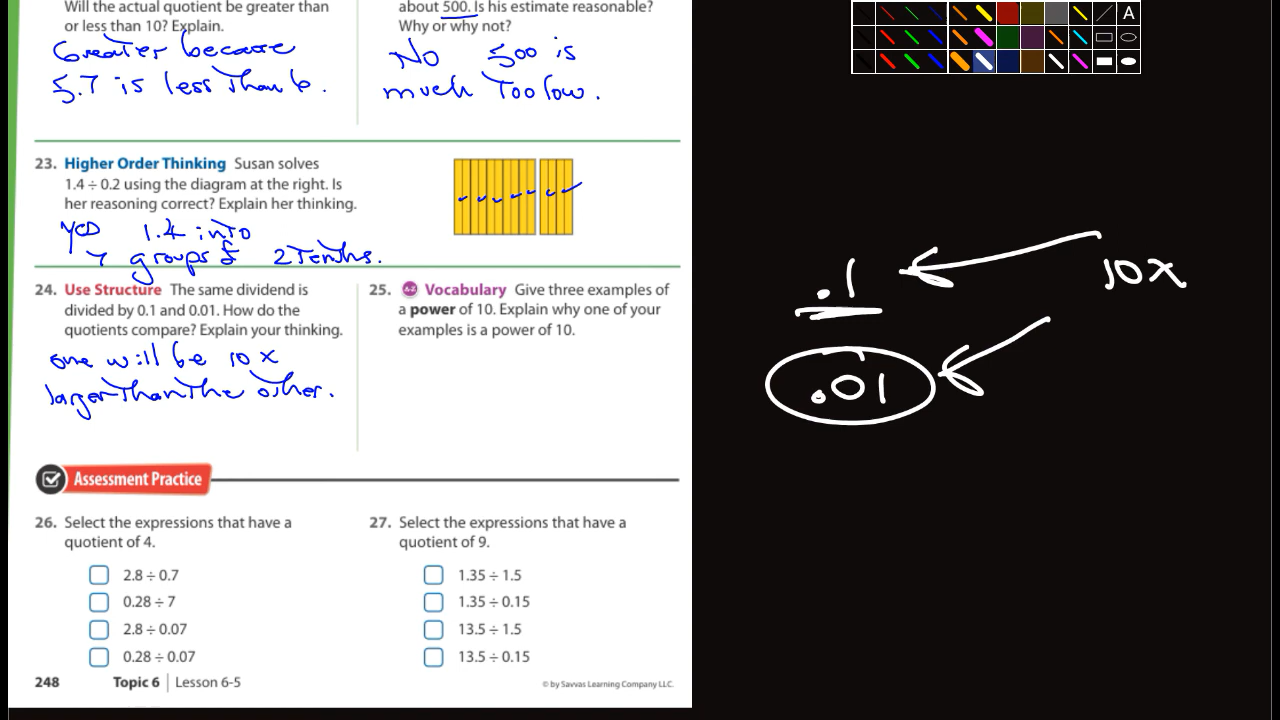 Will the actual quotient be greater than
or less than 10? Explain.
Greater because
5.7 is less Than 6.
about 500. Is his estimate reasonable?
Why or why not?
No 500 is
much Too low.
A
23. Higher Order Thinking Susan solves
1.4 ÷ 0.2 using the diagram at the right. Is
her reasoning correct? Explain her thinking.
yes 1.4 into
7 groups of 2 Tenths.
24. Use Structure The same dividend is
divided by 0.1 and 0.01. How do the
quotients compare? Explain your thinking.
one will be 10 x
larger Than The other.
25. A-Z Vocabulary Give three examples of
a power of 10. Explain why one of your
examples is a power of 10.
.1
10x
.01
Assessment Practice
26. Select the expressions that have a
quotient of 4.
2.8 ÷ 0.7
0.28 ÷ 7
2.8 ÷ 0.07
0.28 ÷ 0.07
27. Select the expressions that have a
quotient of 9.
1.35 ÷ 1.5
1.35 ÷ 0.15
13.5 ÷ 1.5
13.5 ÷ 0.15
248 Topic 6 | Lesson 6-5
© by Savvas Learning Company LLC.